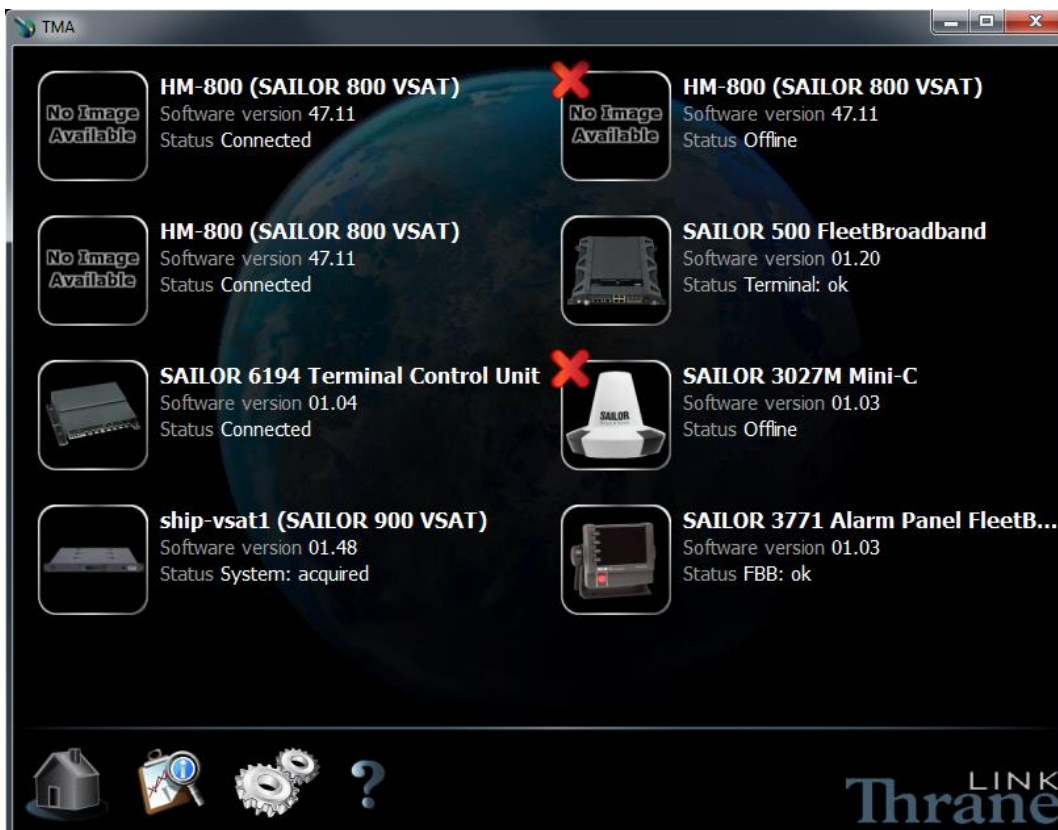 TMA
HM-800 (SAILOR 800 VSAT)
Software version 47.11
Status Connected
No Image
Available
HM-800 (SAILOR 800 VSAT)
Software version 47.11
Status Offline
No Image
Available
HM-800 (SAILOR 800 VSAT)
Software version 47.11
Status Connected
No Image
Available
SAILOR 500 FleetBroadband
Software version 01.20
Status Terminal: ok
SAILOR 6194 Terminal Control Unit
Software version 01.04
Status Connected
SAILOR 3027M Mini-C
Software version 01.03
Status Offline
SAILOR
ship-vsat1 (SAILOR 900 VSAT)
Software version 01.48
Status System: acquired
SAILOR 3771 Alarm Panel FleetB...
Software version 01.03
Status FBB: ok
?
LINK
Thrane